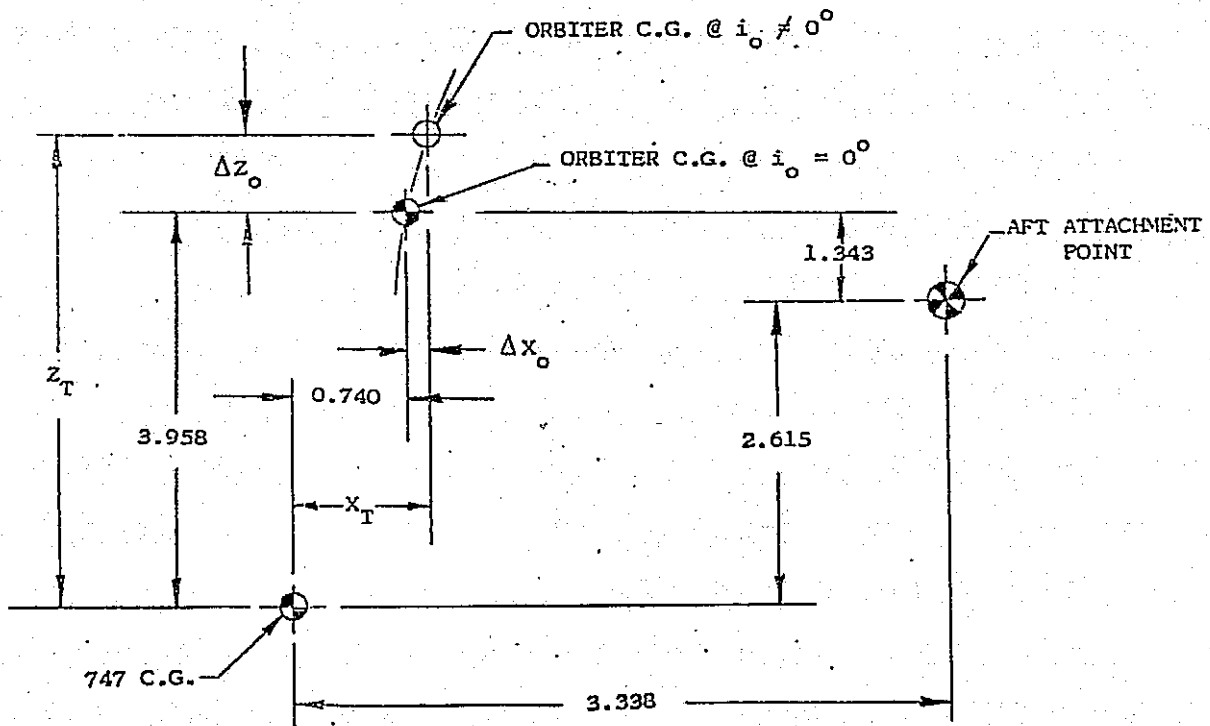 ORBITER C.G. @ i_o ≠ 0°
ΔZ_o
ORBITER C.G. @ i_o = 0°
1.343
AFT ATTACHMENT
POINT
Z_T
ΔX_o
0.740
3.958
2.615
X_T
747 C.G.
3.338